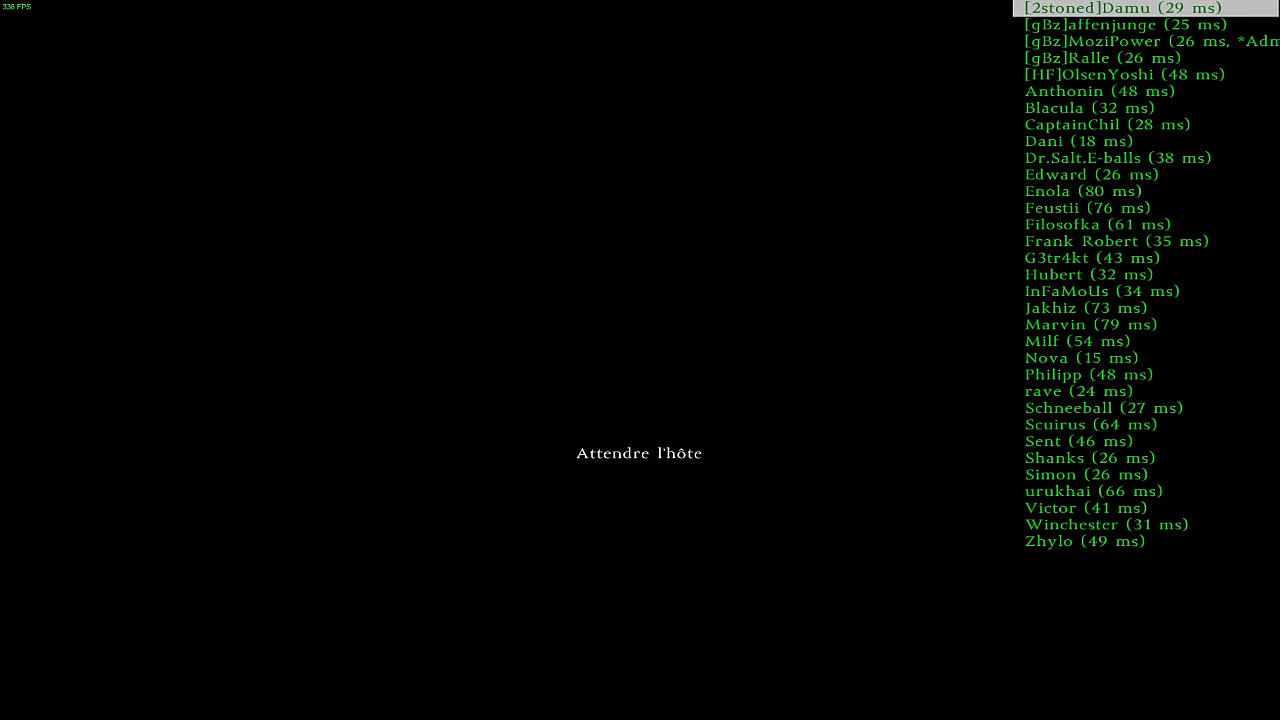 336 FPS
[2stoned]Damu (29 ms)
[gBz]affenjunge (25 ms)
[gBz]MoziPower (26 ms, *Adm
[gBz]Ralle (26 ms)
[HF]OlsenYoshi (48 ms)
Anthonin (48 ms)
Blacula (32 ms)
CaptainChil (28 ms)
Dani (18 ms)
Dr.Salt.E-balls (38 ms)
Edward (26 ms)
Enola (80 ms)
Feustii (76 ms)
Filosofka (61 ms)
Frank Robert (35 ms)
G3tr4kt (43 ms)
Hubert (32 ms)
InFaMoUs (34 ms)
Jakhiz (73 ms)
Marvin (79 ms)
Milf (54 ms)
Nova (15 ms)
Philipp (48 ms)
rave (24 ms)
Schneeball (27 ms)
Scuirus (64 ms)
Sent (46 ms)
Attendre l'hôte
Shanks (26 ms)
Simon (26 ms)
urukhai (66 ms)
Victor (41 ms)
Winchester (31 ms)
Zhylo (49 ms)